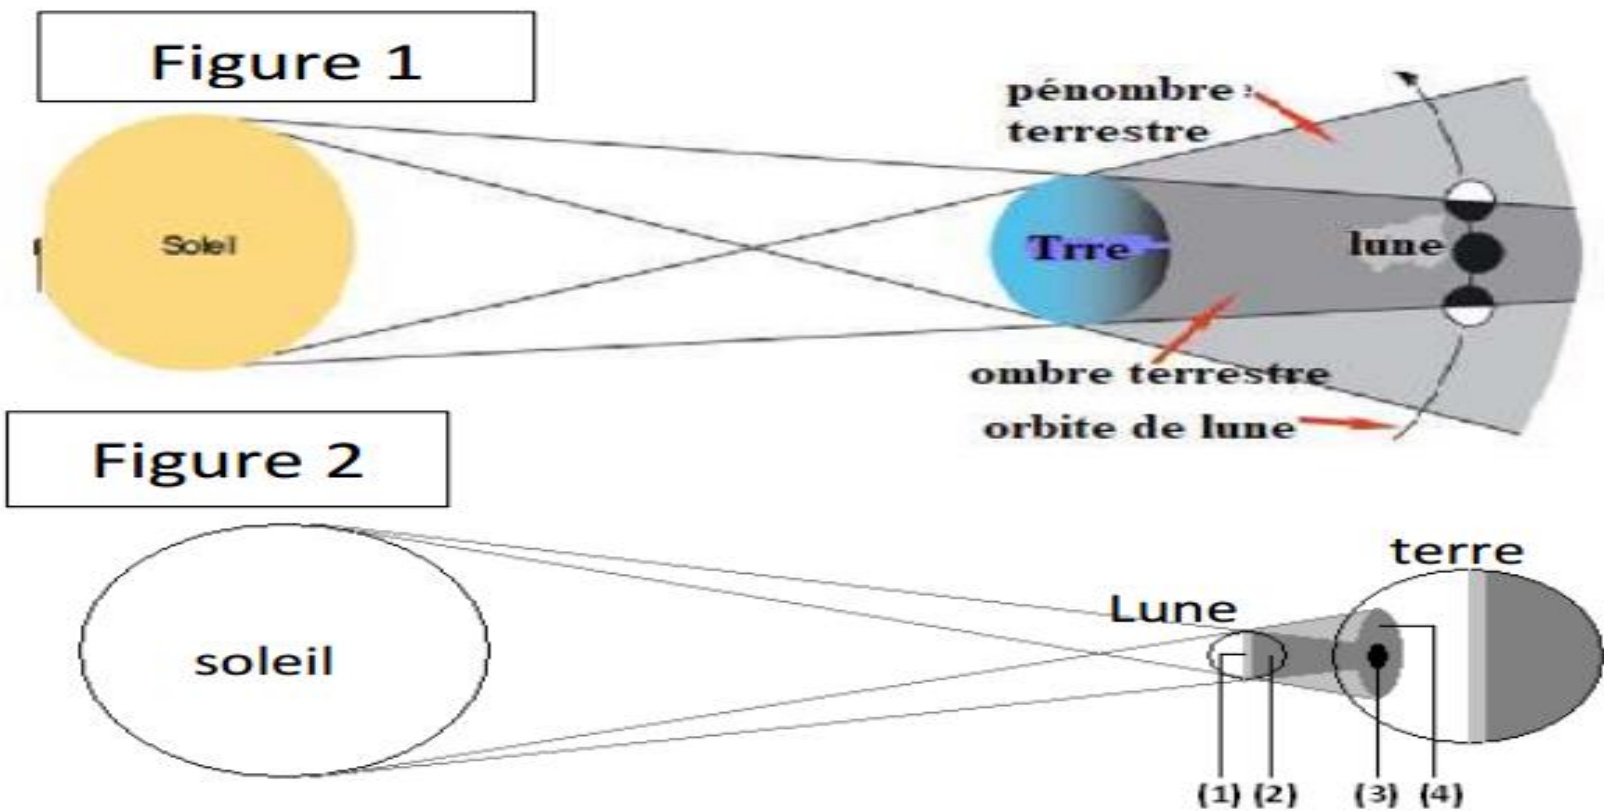 Figure 1
pénombre :
terrestre
Soleil
Trrre
lune
ombre terrestre
orbite de lune
Figure 2
terre
Lune
soleil
(1) (2) (3) (4)